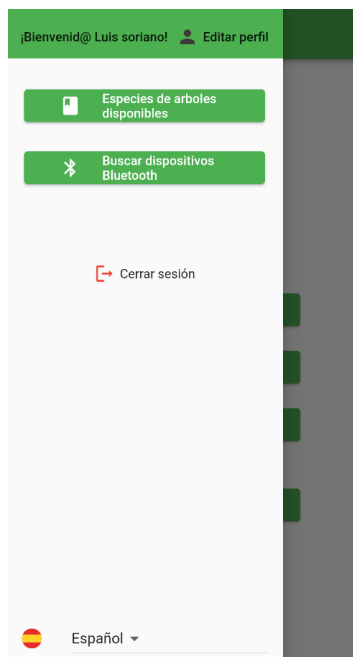 ¡Bienvenid@ Luis soriano! Editar perfil
Especies de arboles
disponibles
Buscar dispositivos
Bluetooth
Cerrar sesión
Español